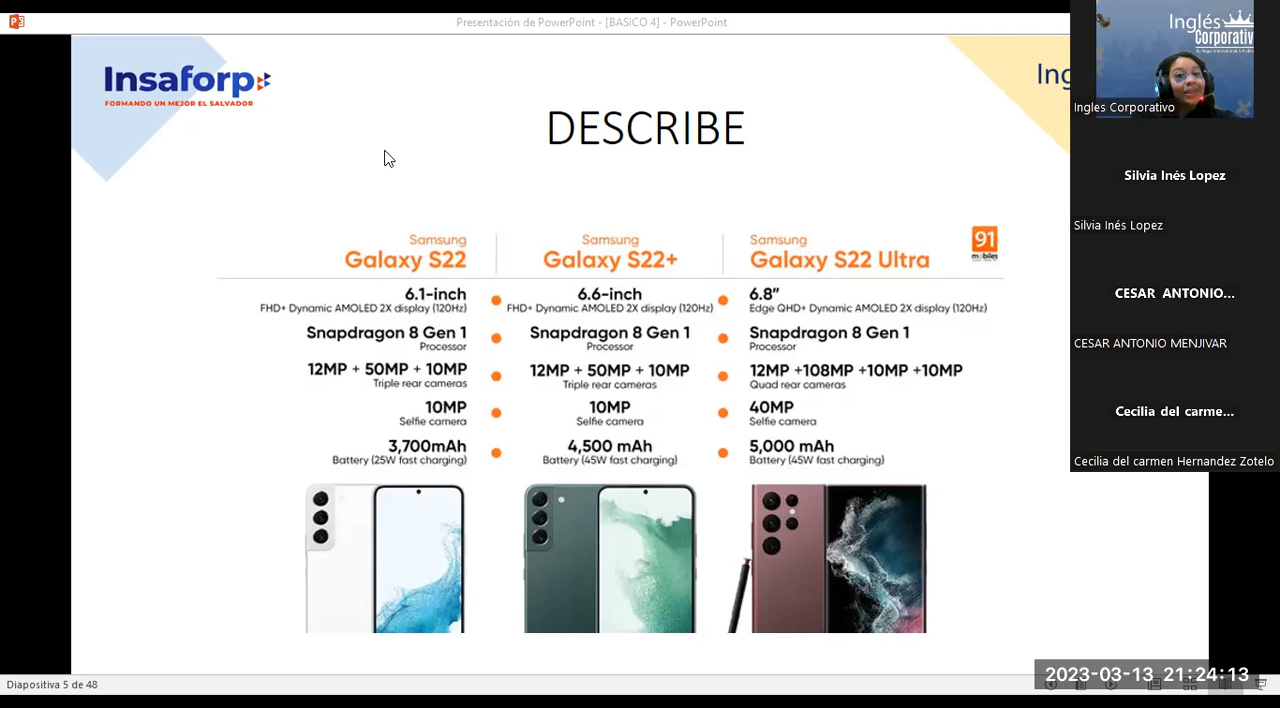 Presentación de PowerPoint - [BASICO 4] - PowerPoint
Insaforp
FORMANDO UN MEJOR EL SALVADOR
DESCRIBE
Samsung
Galaxy S22
6.1-inch
FHD+ Dynamic AMOLED 2X display (120Hz)
Snapdragon 8 Gen 1
Processor
12MP + 50MP + 10MP
Triple rear cameras
10MP
Selfie camera
3,700mAh
Battery (25W fast charging)
Samsung
Galaxy S22+
6.6-inch
FHD+ Dynamic AMOLED 2X display (120Hz)
Snapdragon 8 Gen 1
Processor
12MP + 50MP + 10MP
Triple rear cameras
10MP
Selfie camera
4,500 mAh
Battery (45W fast charging)
Samsung
Galaxy S22 Ultra
6.8”
Edge QHD+ Dynamic AMOLED 2X display (120Hz)
Snapdragon 8 Gen 1
Processor
12MP +108MP +10MP +10MP
Quad rear cameras
40MP
Selfie camera
5,000 mAh
Battery (45W fast charging)
91
mobiles
Ing
Inglés
Corporativ
Ingles Corporativo
Silvia Inés Lopez
Silvia Inés Lopez
CESAR ANTONIO...
CESAR ANTONIO MENJIVAR
Cecilia del carme...
Cecilia del carmen Hernandez Zotelo
Diapositiva 5 de 48
2023-03-13 21:24:13